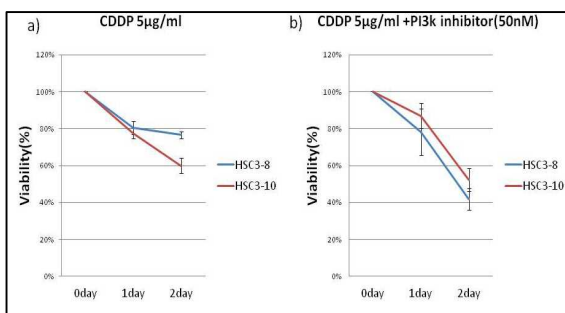 a)
CDDP 5µg/ml
Viability(%)
120%
100%
80%
60%
40%
20%
0%
0day 1day 2day
HSC3-8
HSC3-10
b)
CDDP 5µg/ml +PI3k inhibitor(50nM)
Viability(%)
120%
100%
80%
60%
40%
20%
0%
0day 1day 2day
HSC3-8
HSC3-10